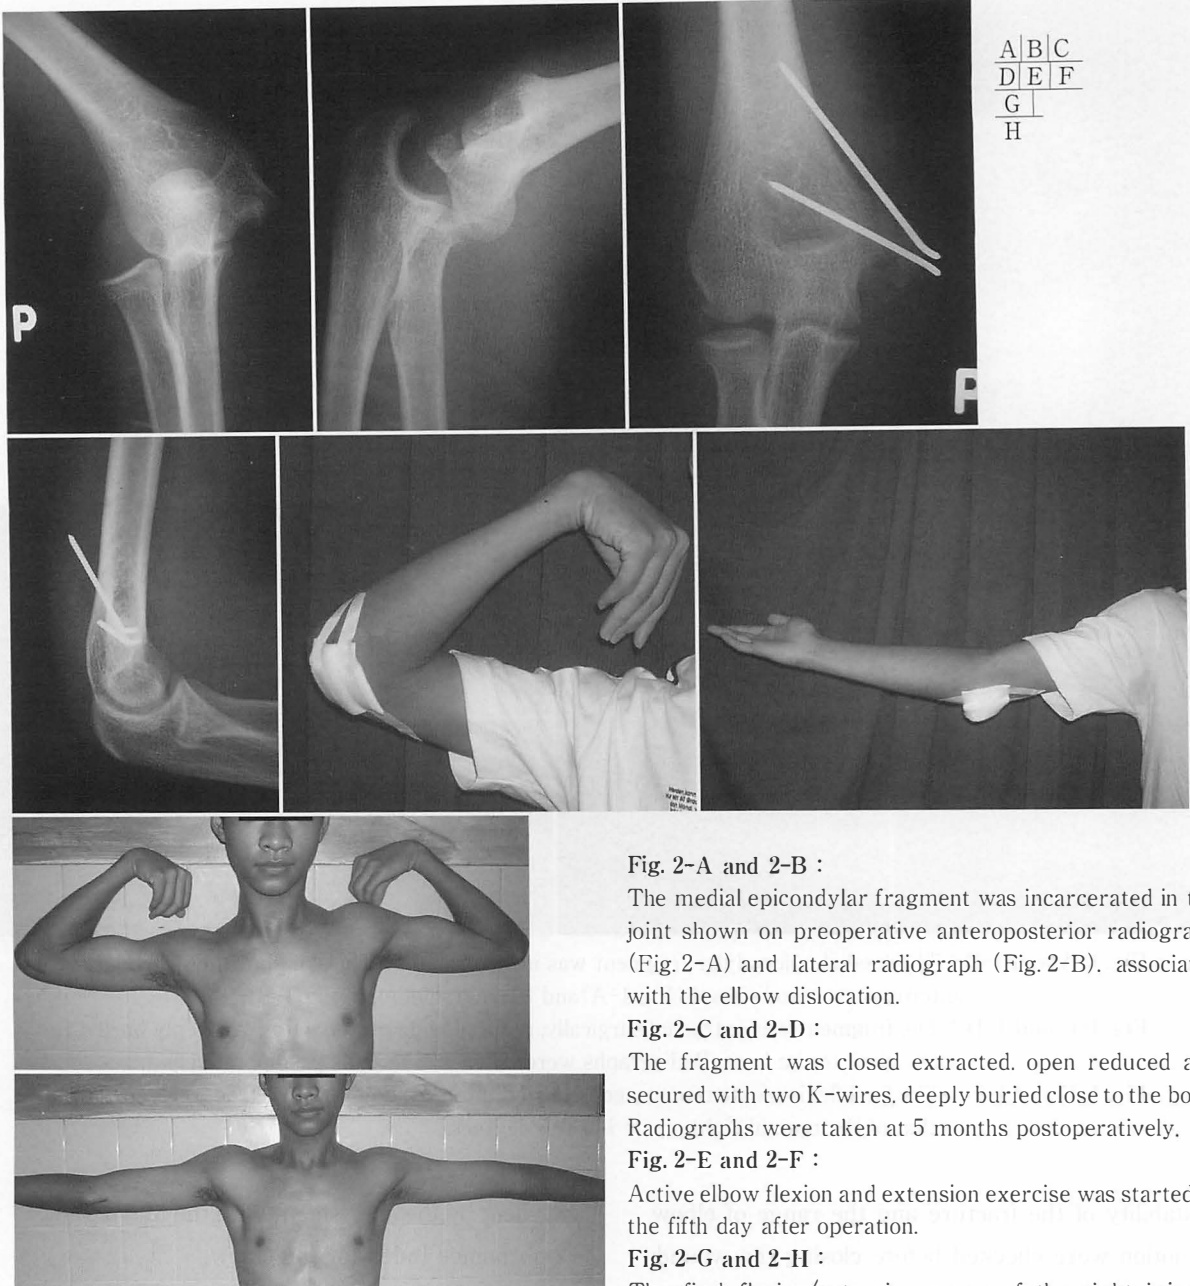 A|B|C
D|E|F
G|
H
P
P
Fig. 2-A and 2-B :
The medial epicondylar fragment was incarcerated in
joint shown on preoperative anteroposterior
(Fig. 2-A) and lateral radiograph (Fig. 2-B). 
with the elbow dislocation.
Fig. 2-C and 2-D :
The fragment was closed extracted. open reduced
secured with two K-wires. deeply buried close to the
Radiographs were taken at 5 months postoperatively.
Fig. 2-E and 2-F :
Active elbow flexion and extension exercise was started
the fifth day after operation.
Fig. 2-G and 2-H :